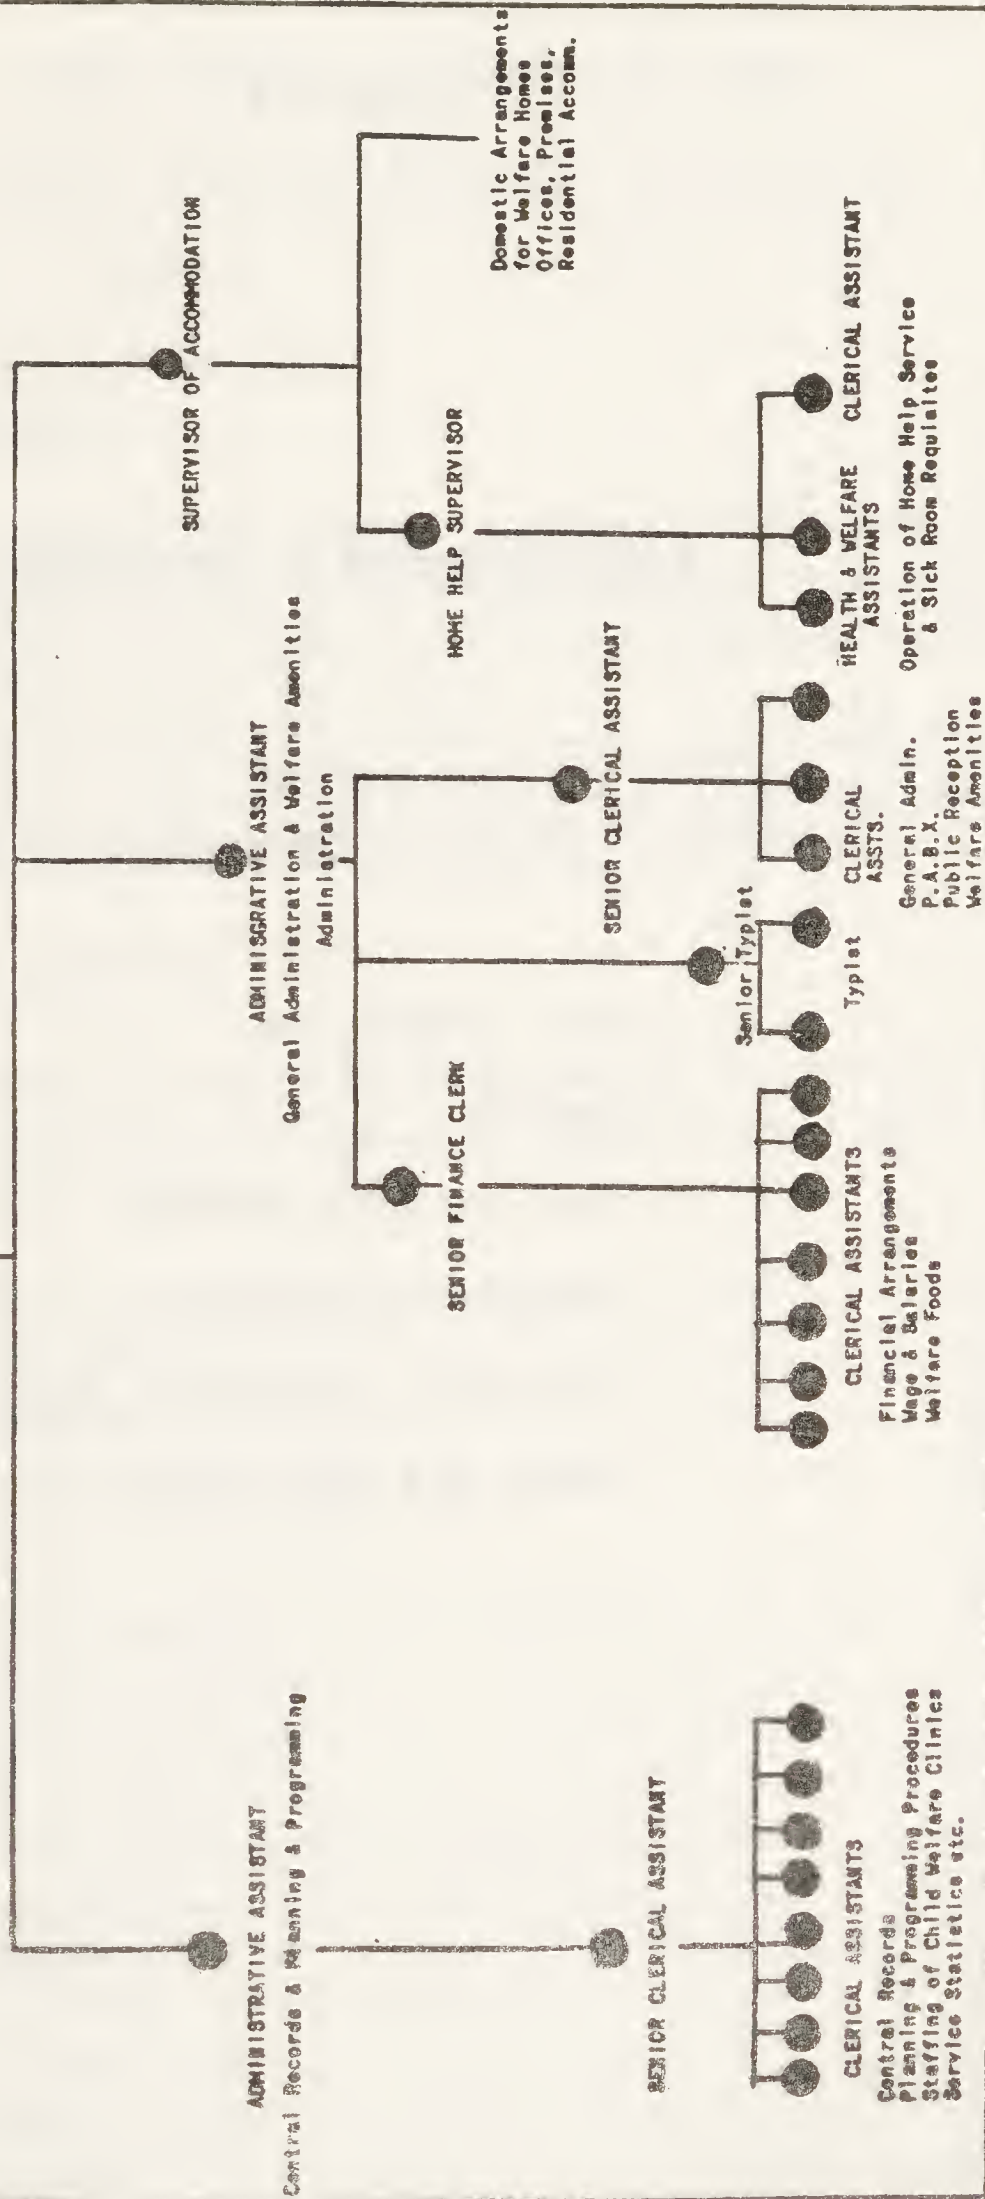 ADMINISTRATIVE ASSISTANT
Central Records & Planning & Programming
SENIOR CLERICAL ASSISTANT
CLERICAL ASSISTANTS
Central Records
Planning & Programming Procedures
Staffing of Child Welfare Clinics
Service Statistics etc.
ADMINISGRATIVE ASSISTANT
General Administration & Welfare Amenities
Administration
SENIOR FINANCE CLERK
CLERICAL ASSISTANTS
Financial Arrangements
Wage & Salaries
Welfare Foods
Senior Typist
Typist
SENIOR CLERICAL ASSISTANT
CLERICAL
ASSTS.
General Admin.
P.A.B.X.
Public Reception
Welfare Amenities
SUPERVISOR OF ACCOMMODATION
HOME HELP SUPERVISOR
HEALTH & WELFARE
ASSISTANTS
CLERICAL ASSISTANT
Operation of Home Help Service
& Sick Room Requisites
Domestic Arrangements
for Welfare Homes
Offices, Premises,
Residential Accomm.